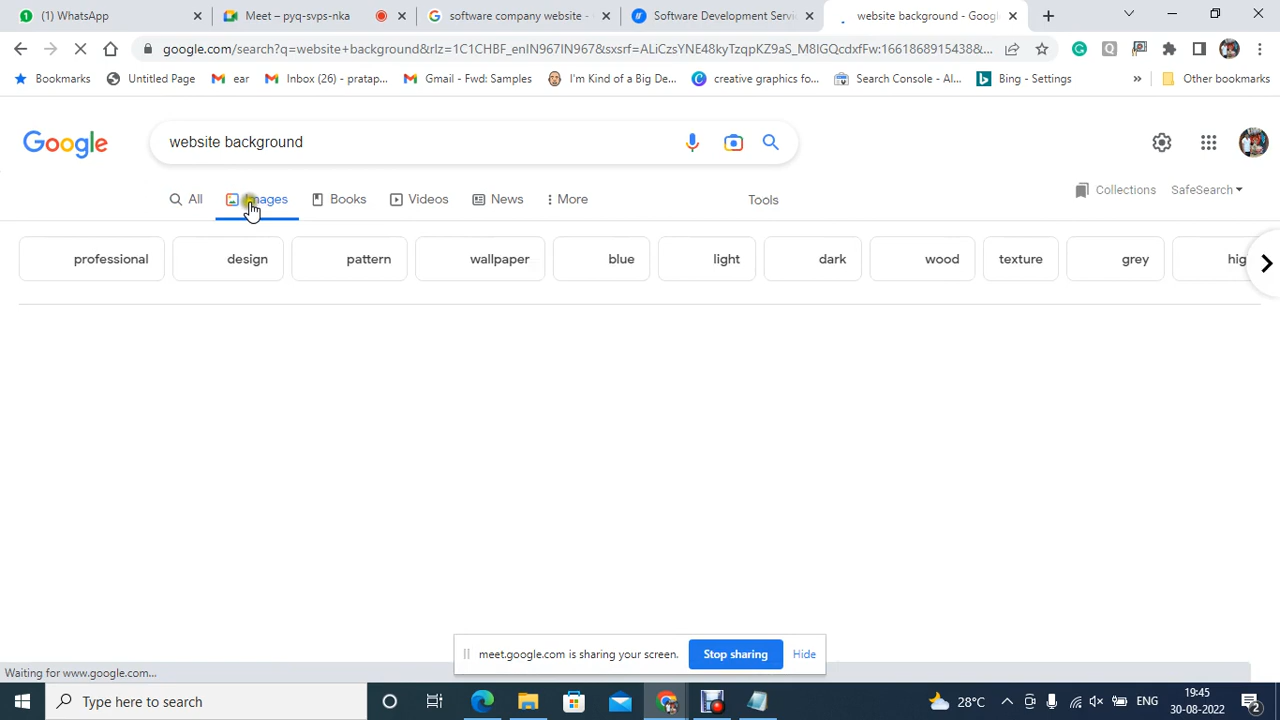 WhatsApp
Meet – pyq-svps-nka
software company website -
Software Development Servic
website background - Googl
google.com/search?q=website+background&rlz=1C1CHBF_enIN967IN967&sxsrf=ALiCzsYNE48kyTzqpKZ9aS_M8IGQcdxfFw:1661868915438&...
Bookmarks
Untitled Page
ear
Inbox (26) - pratap...
Gmail - Fwd: Samples
I'm Kind of a Big De...
creative graphics fo...
Search Console - Al...
Bing - Settings
»
Other bookmarks
Google
website background
All
Images
Books
Videos
News
More
Tools
Collections
SafeSearch
professional
design
pattern
wallpaper
blue
light
dark
wood
texture
grey
hig
meet.google.com is sharing your screen.
Stop sharing
Hide
Waiting for www.google.com...
Type here to search
28°C
ENG
19:45
30-08-2022
2